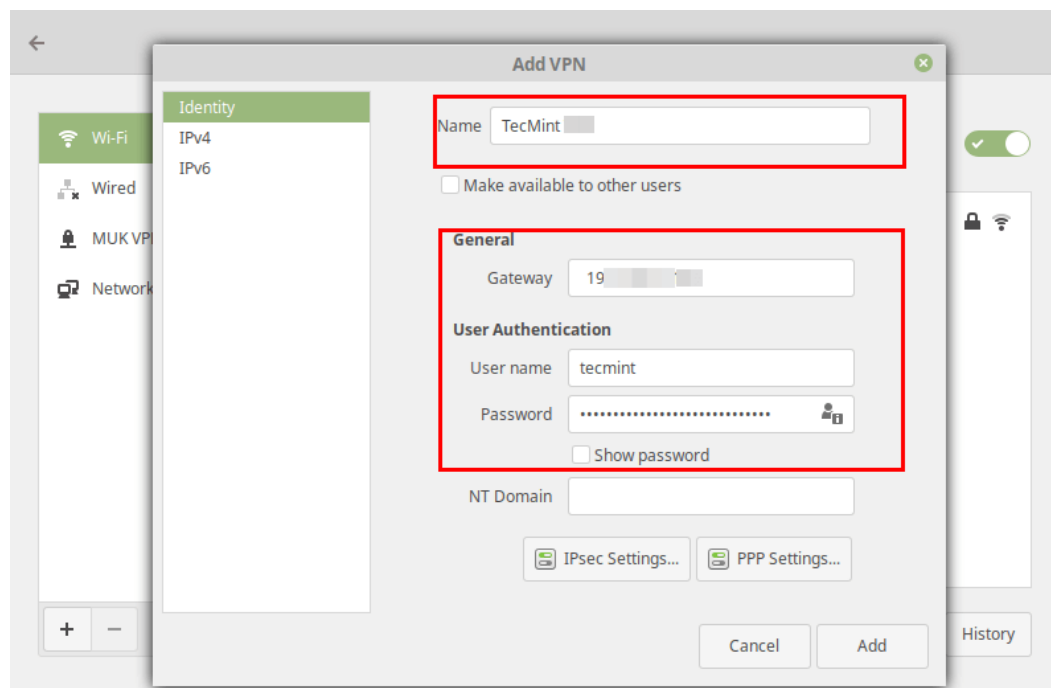 Add VPN
Wi-Fi
Wired
MUK VP
Network
Identity
IPv4
IPv6
Name TecMint
Make available to other users
General
Gateway 19
User Authentication
User name tecmint
Password •••••••••••••••••••••••••••••
Show password
NT Domain
IPsec Settings... PPP Settings...
+ −
Cancel Add
History